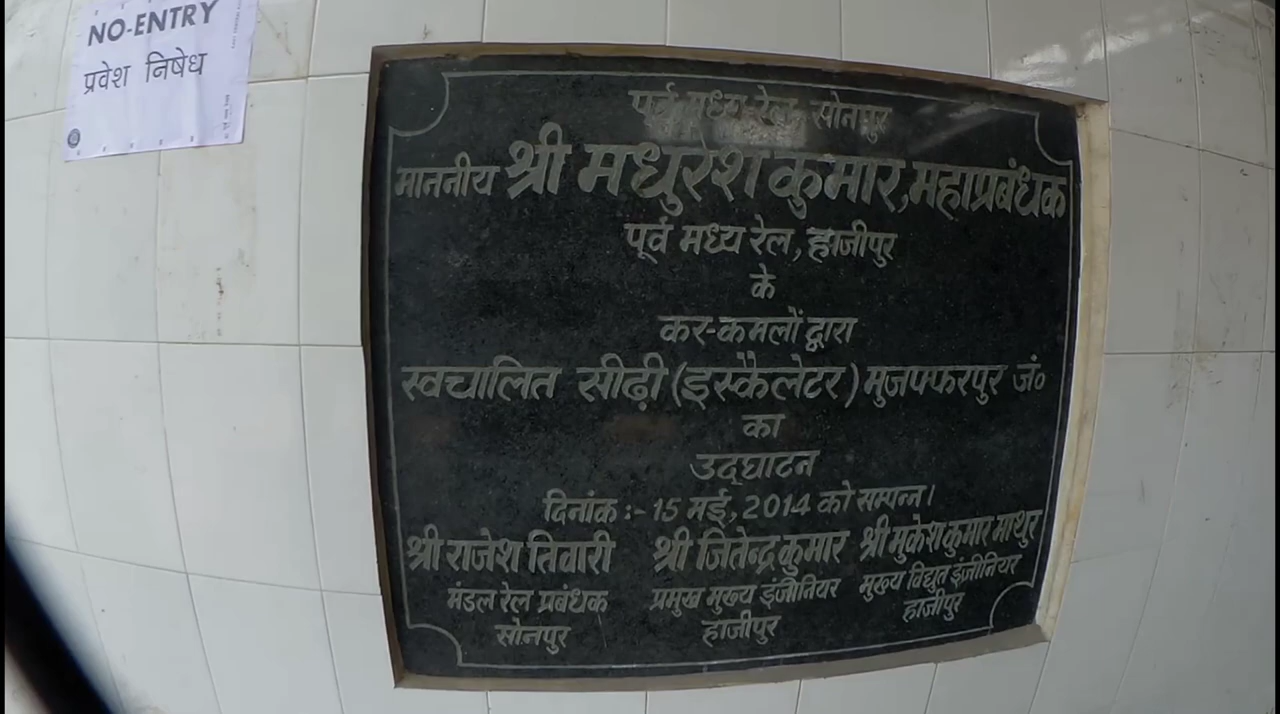 NO-ENTRY
प्रवेश निषेध
पूर्व मध्य रेल, सोनपुर
माननीय श्री मधुरेश कुमार, महाप्रबंधक
पूर्व मध्य रेल, हाजीपुर
के
कर-कमलों द्वारा
स्वचालित सीढ़ी (इस्कैलेटर) मुजफ्फरपुर जं०
का
उद्घाटन
दिनांक :- 15 मई, 2014 को सम्पन्न।
श्री राजेश तिवारी
मंडल रेल प्रबंधक
सोनपुर
श्री जितेन्द्र कुमार
प्रमुख मुख्य इंजीनियर
हाजीपुर
श्री मुकेश कुमार माथुर
मुख्य विद्युत इंजीनियर
हाजीपुर